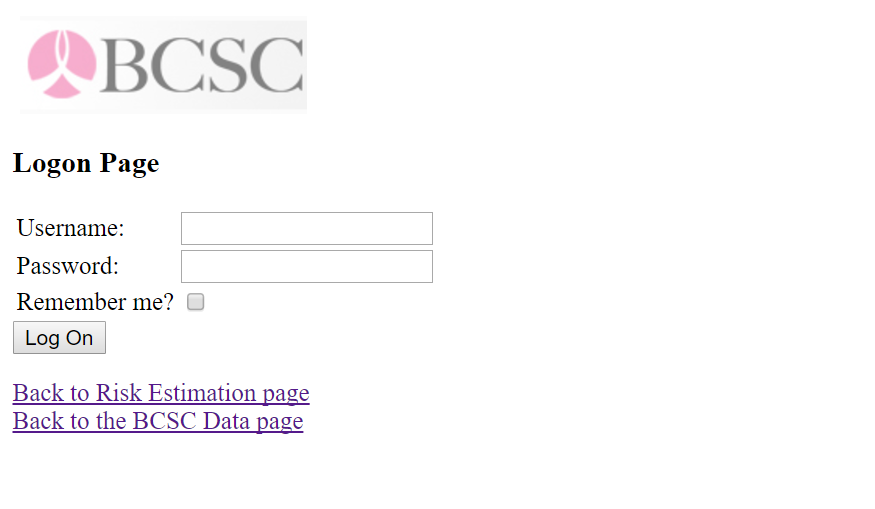 BCSC
Logon Page
Username:
Password:
Remember me?
Log On
Back to Risk Estimation page
Back to the BCSC Data page